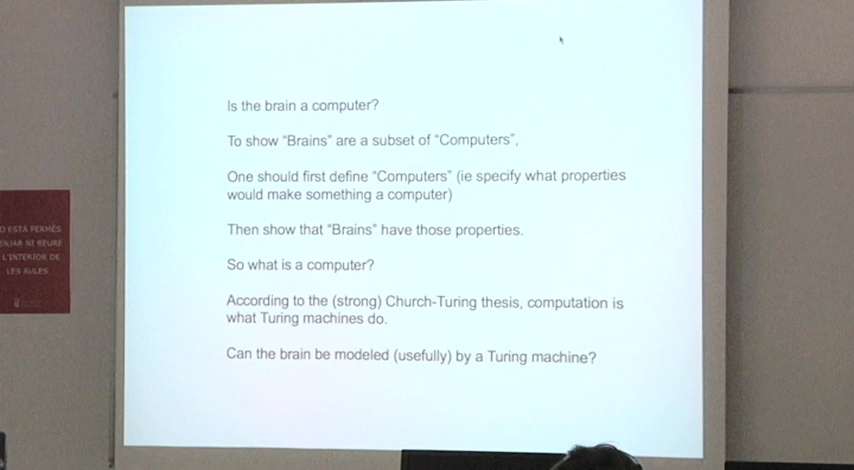 Is the brain a computer?
To show "Brains" are a subset of "Computers",
One should first define "Computers" (ie specify what properties
would make something a computer)
Then show that "Brains" have those properties.
So what is a computer?
According to the (strong) Church-Turing thesis, computation is
what Turing machines do.
Can the brain be modeled (usefully) by a Turing machine?
ESTÀ PERMÈS
NI BEURE
L'INTERIOR DE
LES AULES